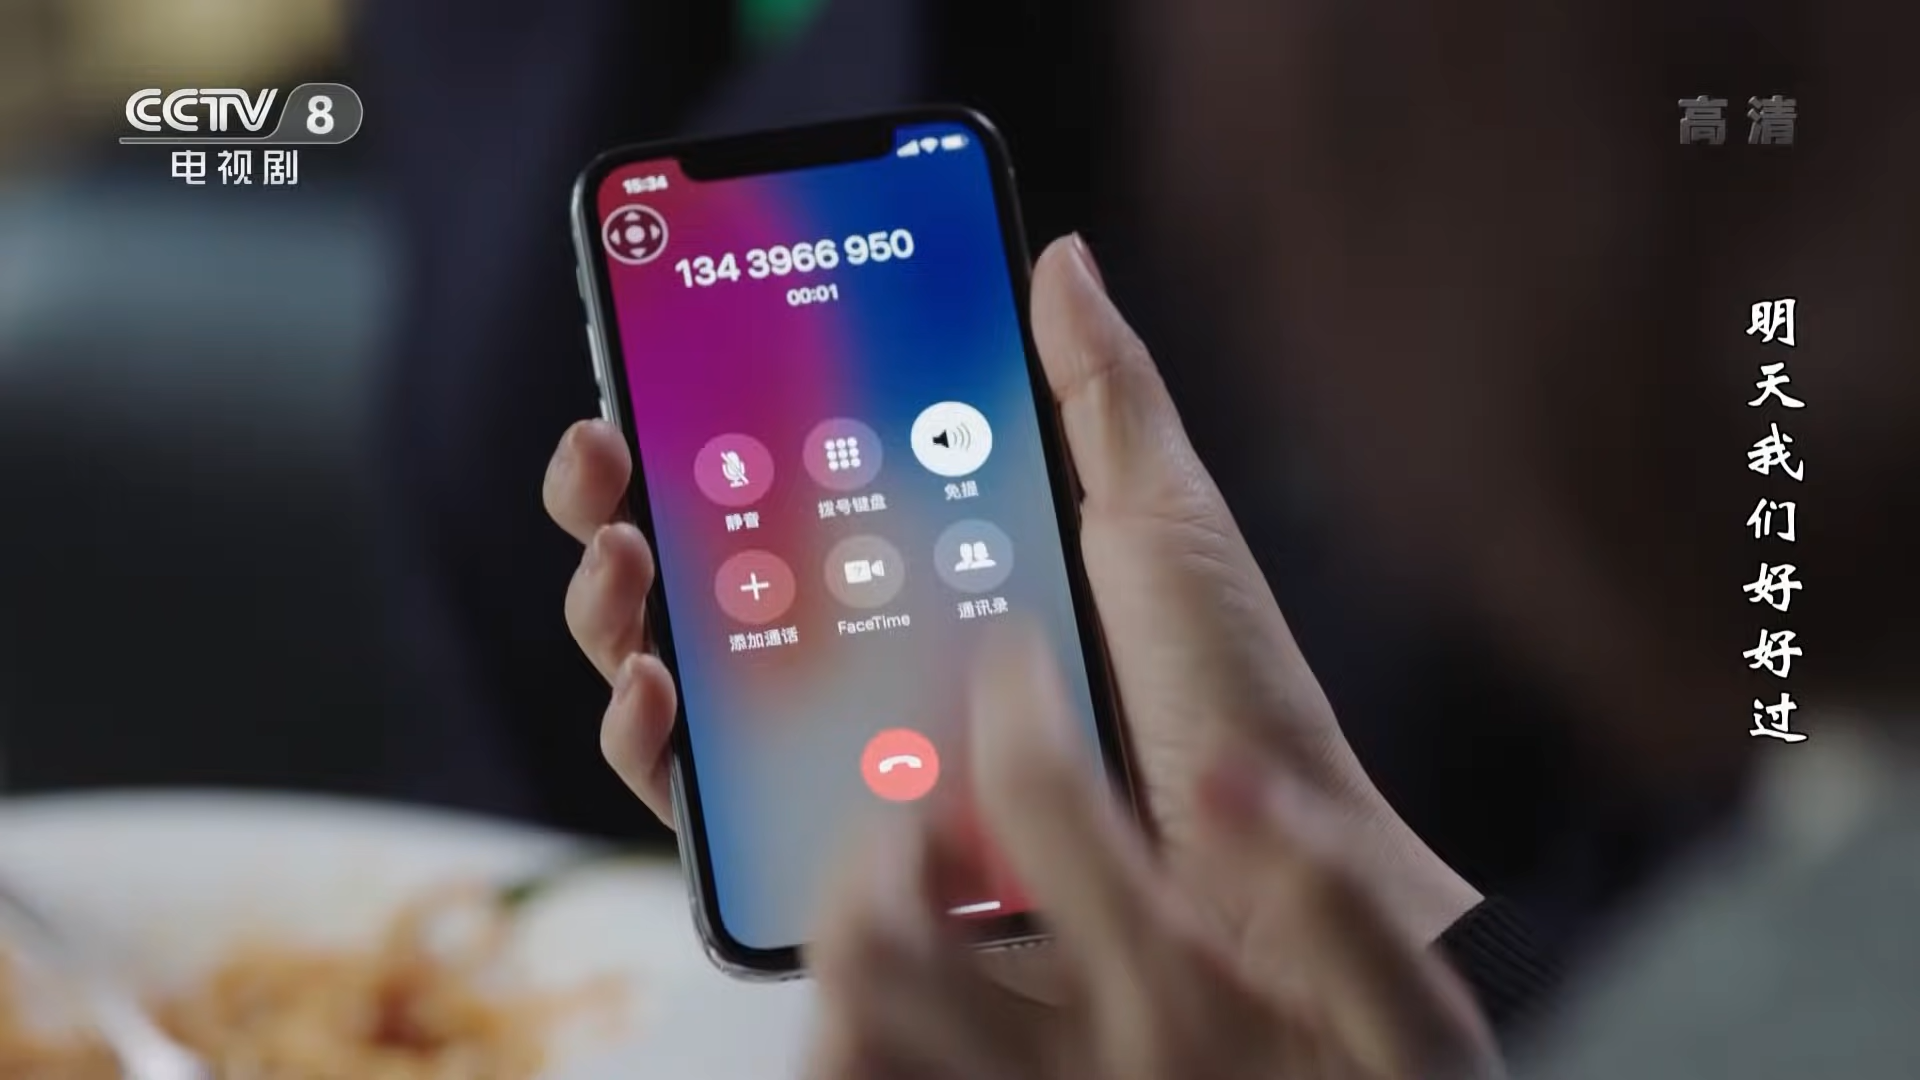 CCTV 8
电视剧
高清
15:34
134 3966 950
00:01
静音
拨号键盘
免提
添加通话
FaceTime
通讯录
明天我们好好过